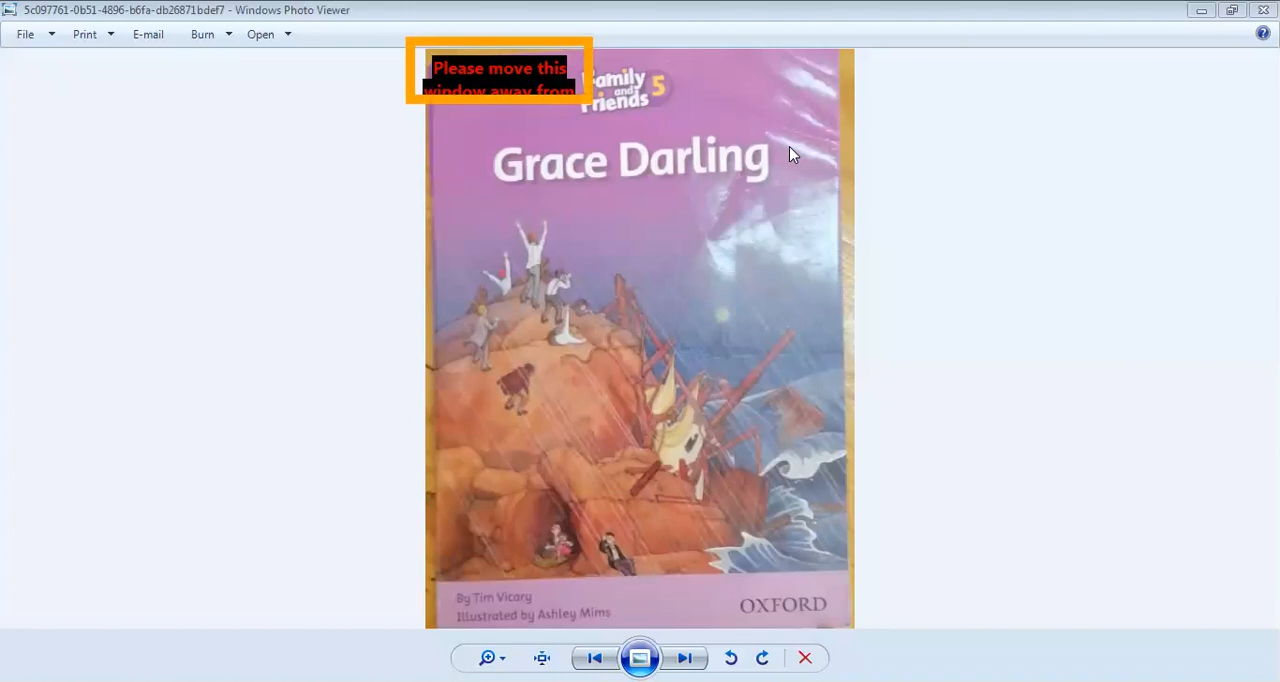 5c097761-0b51-4896-b6fa-db26871bdef7 - Windows Photo Viewer
File Print E-mail Burn Open
Please move this
window away from
Family
and
Friends 5
Grace Darling
By Tim Vicary
Illustrated by Ashley Mims
OXFORD